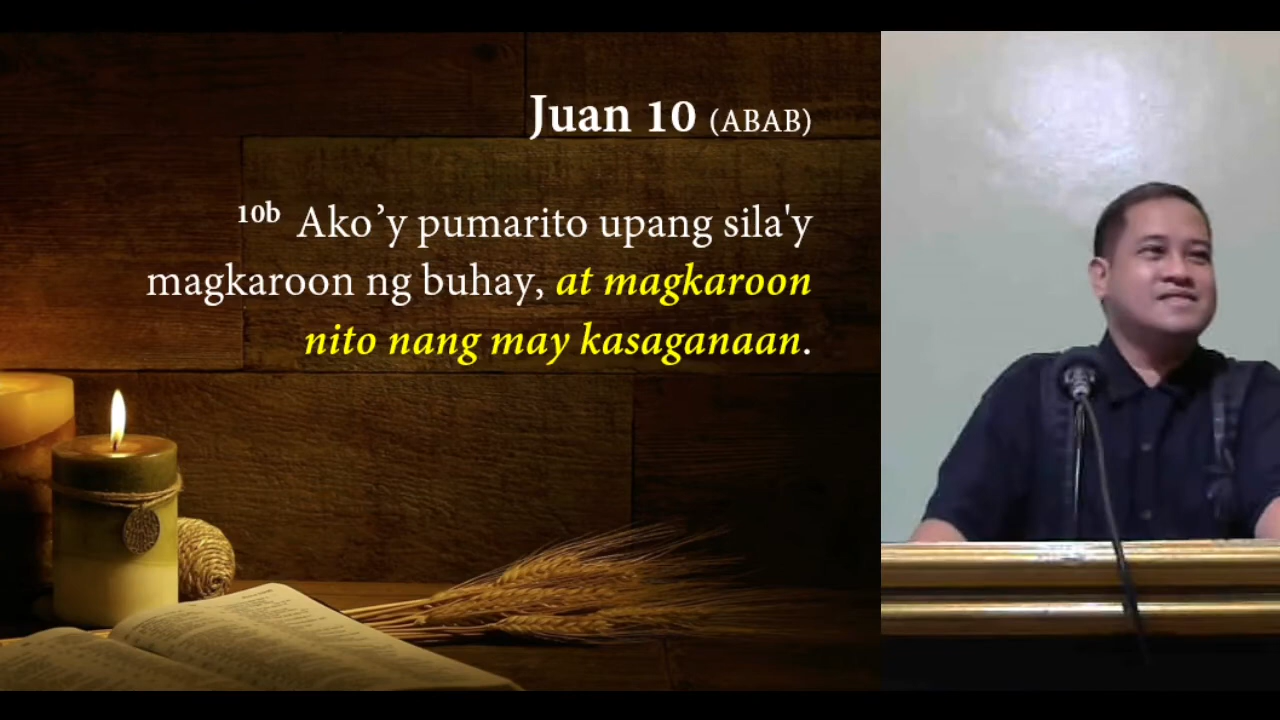 Juan 10 (ABAB)
10b Ako’y pumarito upang sila'y
magkaroon ng buhay, at magkaroon
nito nang may kasaganaan.